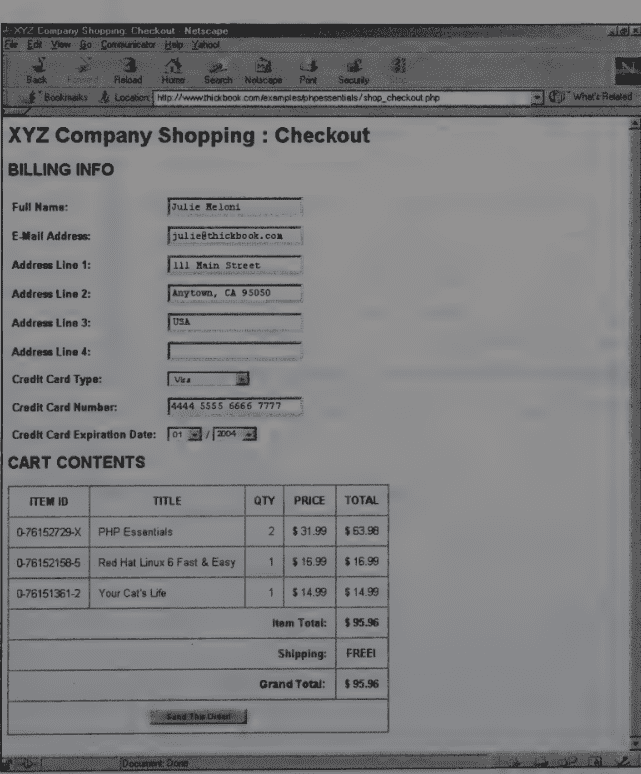 XYZ Company Shopping: Checkout - Netscape
File Edit View Go Communicator Help Yahoo!
Back Forward Reload Home Search Netscape Print Security
Bookmarks Location: http://www.thickbook.com/examples/phpessentials/shop_checkout.php What's Related
XYZ Company Shopping : Checkout
BILLING INFO
Full Name: Julie Meloni
E-Mail Address: julie@thickbook.com
Address Line 1: 111 Main Street
Address Line 2: Anytown, CA 95050
Address Line 3: USA
Address Line 4:
Credit Card Type: Visa
Credit Card Number: 4444 5555 6666 7777
Credit Card Expiration Date: 01 / 2004
CART CONTENTS
ITEM ID TITLE QTY PRICE TOTAL
0-76152729-X PHP Essentials 2 $ 31.99 $ 63.98
0-76152158-5 Red Hat Linux 6 Fast & Easy 1 $ 16.99 $ 16.99
0-76151361-2 Your Cat's Life 1 $ 14.99 $ 14.99
Item Total: $ 95.96
Shipping: FREE!
Grand Total: $ 95.96
Send This Order!
Document: Done